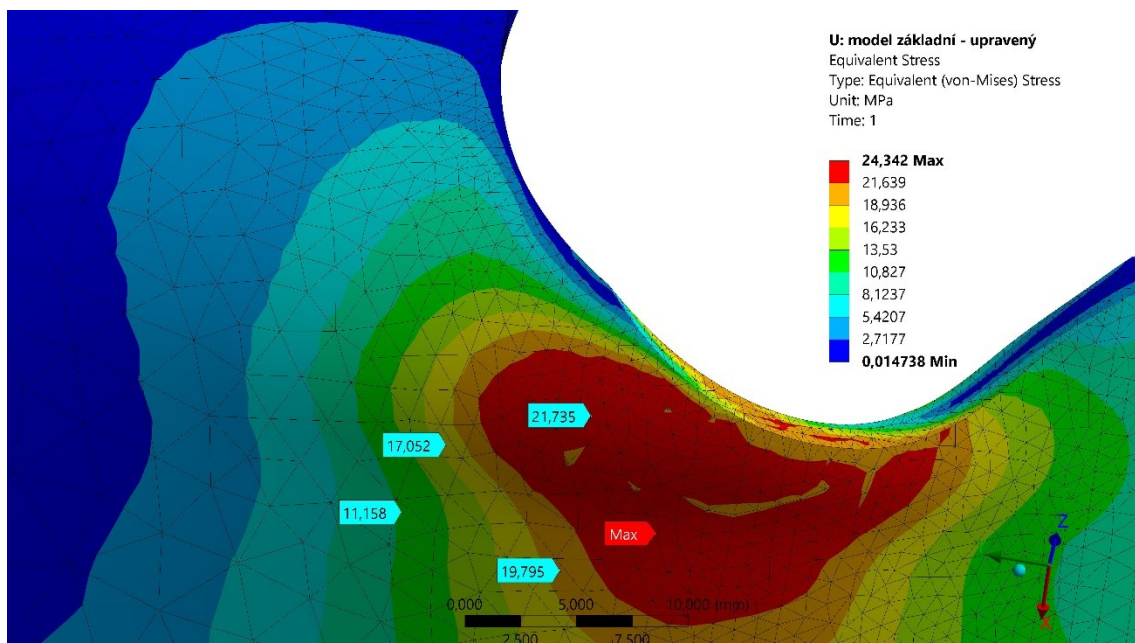 U: model základní - upravený
Equivalent Stress
Type: Equivalent (von-Mises) Stress
Unit: MPa
Time: 1
24,342 Max
21,639
18,936
16,233
13,53
10,827
8,1237
5,4207
2,7177
0,014738 Min
21,735
17,052
11,158
Max
19,795
0,000
5,000
10,000 (mm)
2,500
7,500
Z
X